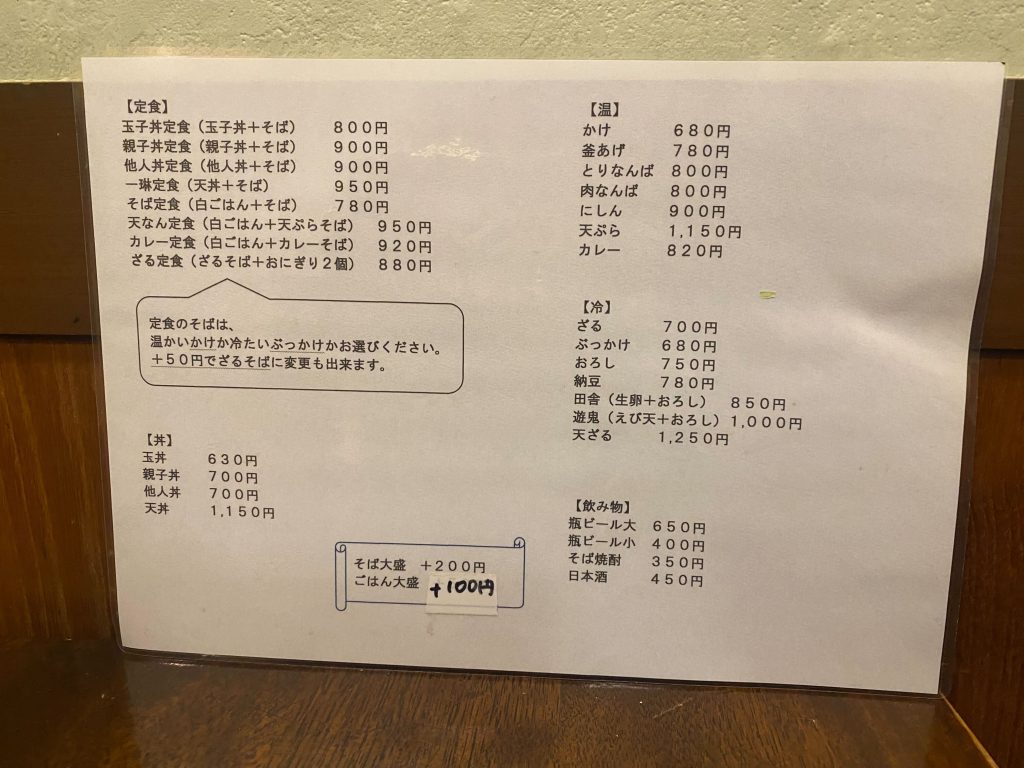 【定食】
玉子丼定食（玉子丼＋そば） ８００円
親子丼定食（親子丼＋そば） ９００円
他人丼定食（他人丼＋そば） ９００円
一琳定食（天丼＋そば） ９５０円
そば定食（白ごはん＋そば） ７８０円
天なん定食（白ごはん＋天ぷらそば） ９５０円
カレー定食（白ごはん＋カレーそば） ９２０円
ざる定食（ざるそば＋おにぎり２個） ８８０円
定食のそばは、
温かいかけか冷たいぶっかけかお選びください。
＋５０円でざるそばに変更も出来ます。
【丼】
玉丼 ６３０円
親子丼 ７００円
他人丼 ７００円
天丼 １,１５０円
そば大盛 ＋２００円
ごはん大盛 +100円
【温】
かけ ６８０円
釜あげ ７８０円
とりなんば ８００円
肉なんば ８００円
にしん ９００円
天ぷら １,１５０円
カレー ８２０円
【冷】
ざる ７００円
ぶっかけ ６８０円
おろし ７５０円
納豆 ７８０円
田舎（生卵＋おろし） ８５０円
遊鬼（えび天＋おろし）１,０００円
天ざる １,２５０円
【飲み物】
瓶ビール大 ６５０円
瓶ビール小 ４００円
そば焼酎 ３５０円
日本酒 ４５０円